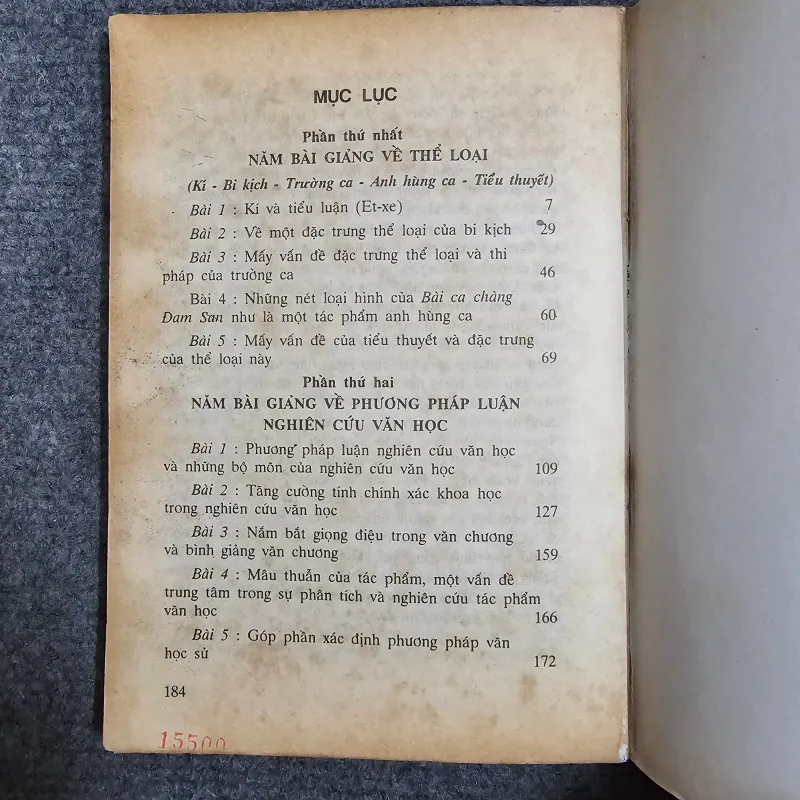 MỤC LỤC
Phần thứ nhất
NĂM BÀI GIẢNG VỀ THỂ LOẠI
(Kí - Bi kịch - Trường ca - Anh hùng ca - Tiểu thuyết)
Bài 1 : Kí và tiểu luận (Et-xe) 7
Bài 2 : Về một đặc trưng thể loại của bi kịch 29
Bài 3 : Mấy vấn đề đặc trưng thể loại và thi
pháp của trường ca 46
Bài 4 : Những nét loại hình của Bài ca chàng
Đam San như là một tác phẩm anh hùng ca 60
Bài 5 : Mấy vấn đề của tiểu thuyết và đặc trưng
của thể loại này 69
Phần thứ hai
NĂM BÀI GIẢNG VỀ PHƯƠNG PHÁP LUẬN
NGHIÊN CỨU VĂN HỌC
Bài 1 : Phương pháp luận nghiên cứu văn học
và những bộ môn của nghiên cứu văn học 109
Bài 2 : Tăng cường tính chính xác khoa học
trong nghiên cứu văn học 127
Bài 3 : Nắm bắt giọng điệu trong văn chương
và bình giảng văn chương 159
Bài 4 : Mâu thuẫn của tác phẩm, một vấn đề
trung tâm trong sự phân tích và nghiên cứu tác phẩm
văn học 166
Bài 5 : Góp phần xác định phương pháp văn
học sử 172
184
15500